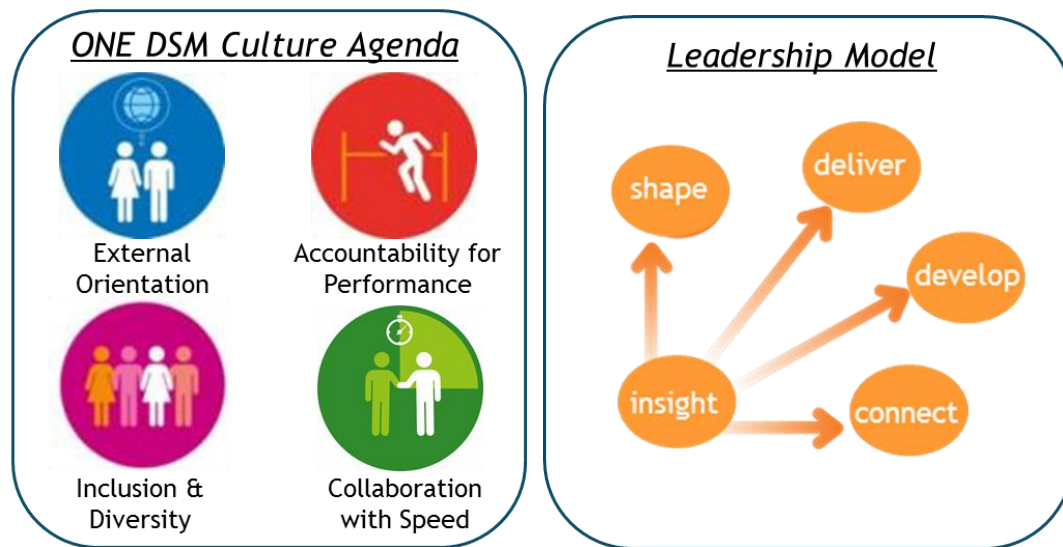 ONE DSM Culture Agenda
External
Orientation
Accountability for
Performance
Inclusion &
Diversity
Collaboration
with Speed
Leadership Model
shape
deliver
develop
insight
connect